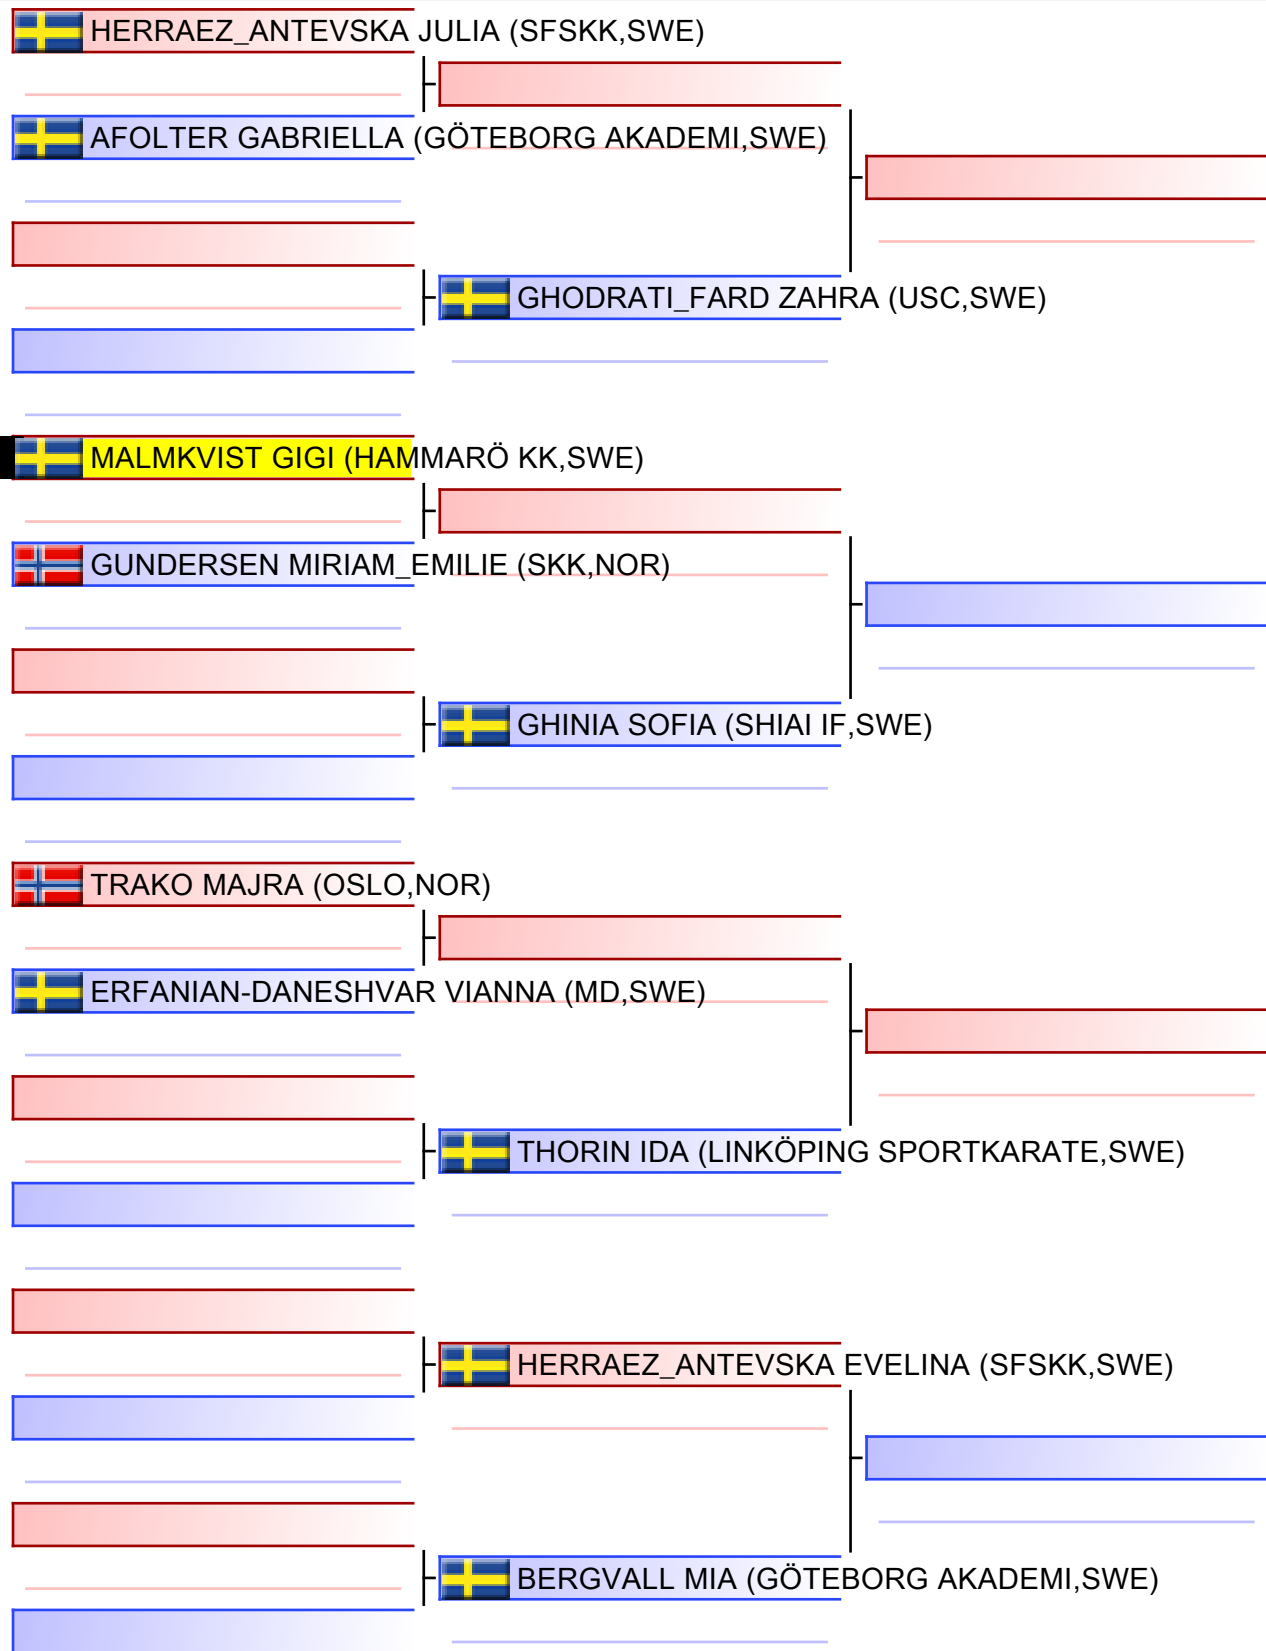 HERRAEZ_ANTEVSKA JULIA (SFSKK,SWE)
AFOLTER GABRIELLA (GÖTEBORG AKADEMI,SWE)
GHODRATI_FARD ZAHRA (USC,SWE)
MALMKVIST GIGI (HAMMARÖ KK,SWE)
GUNDERSEN MIRIAM_EMILIE (SKK,NOR)
GHINIA SOFIA (SHIAI IF,SWE)
TRAKO MAJRA (OSLO,NOR)
ERFANIAN-DANESHVAR VIANNA (MD,SWE)
THORIN IDA (LINKÖPING SPORTKARATE,SWE)
HERRAEZ_ANTEVSKA EVELINA (SFSKK,SWE)
BERGVALL MIA (GÖTEBORG AKADEMI,SWE)